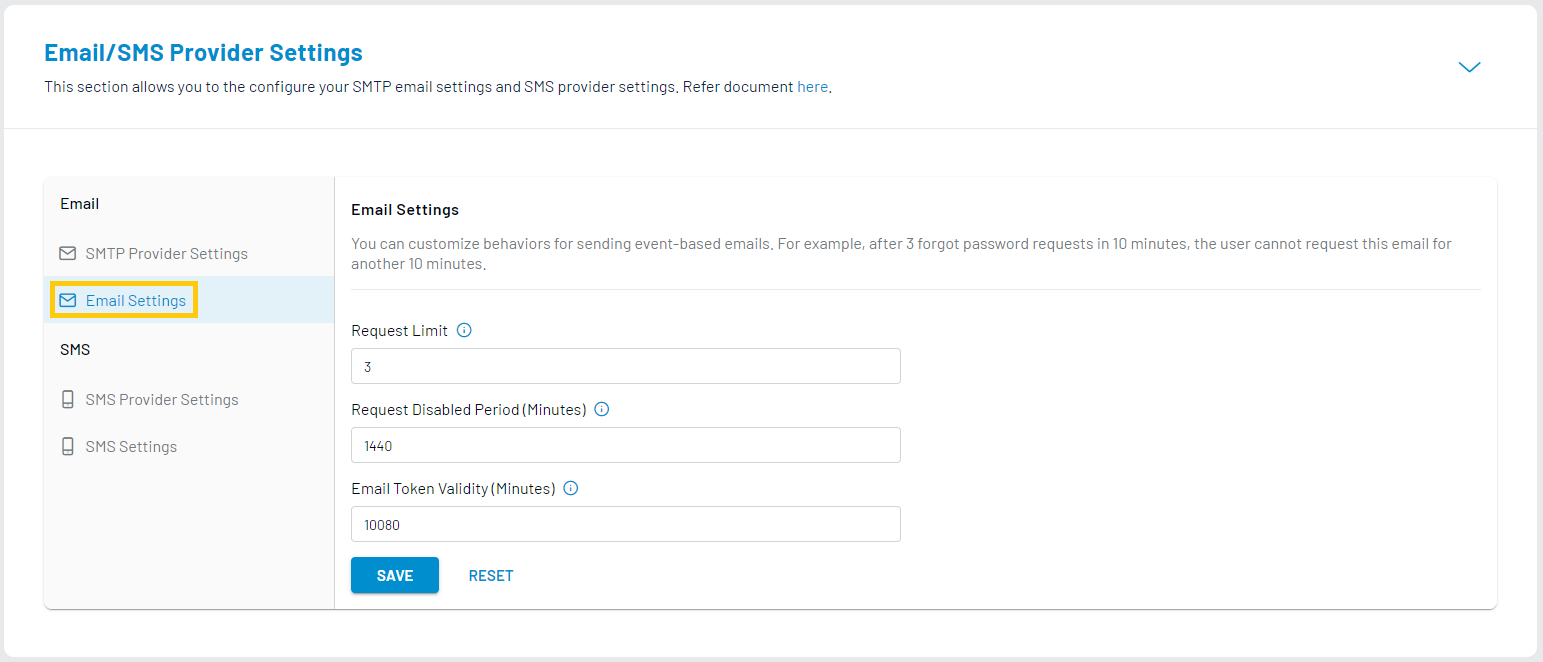 Email/SMS Provider Settings
This section allows you to the configure your SMTP email settings and SMS provider settings. Refer document here.
Email
SMTP Provider Settings
Email Settings
SMS
SMS Provider Settings
SMS Settings
Email Settings
You can customize behaviors for sending event-based emails. For example, after 3 forgot password requests in 10 minutes, the user cannot request this email for
another 10 minutes.
Request Limit
3
Request Disabled Period (Minutes)
1440
Email Token Validity (Minutes)
10080
SAVE
RESET